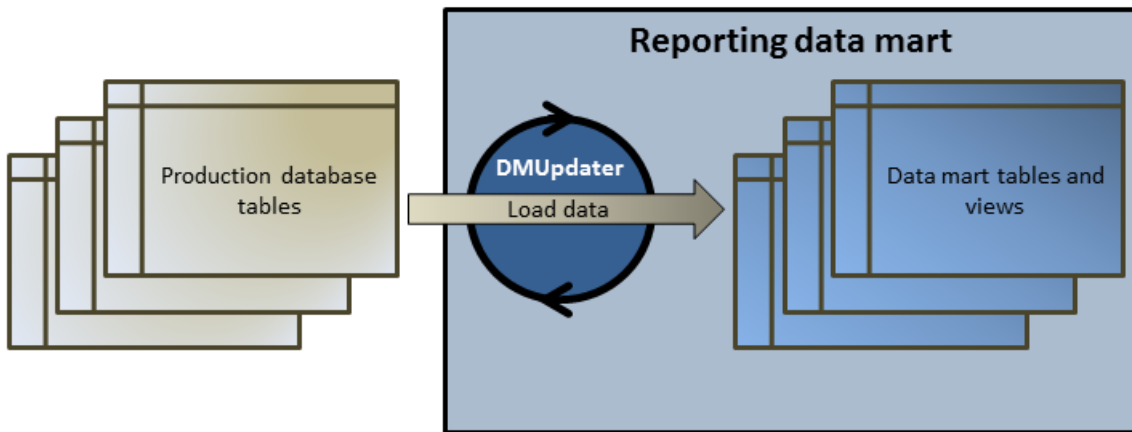 Reporting data mart
Production database
tables
DMUpdater
Load data
Data mart tables and
views